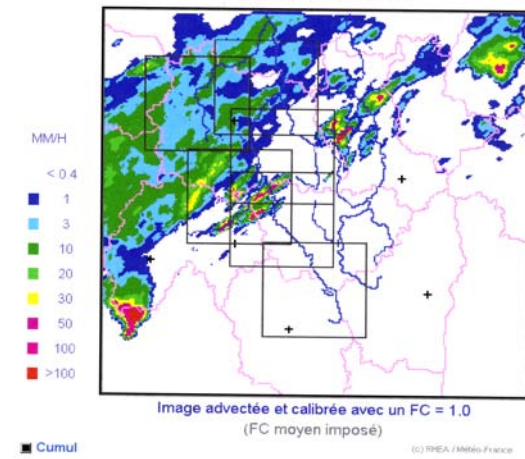 MM/H
< 0.4
1
3
10
20
30
50
100
>100
Image advectée et calibrée avec un FC = 1.0
(FC moyen imposé)
Cumul
(c) RHEA / Météo-France